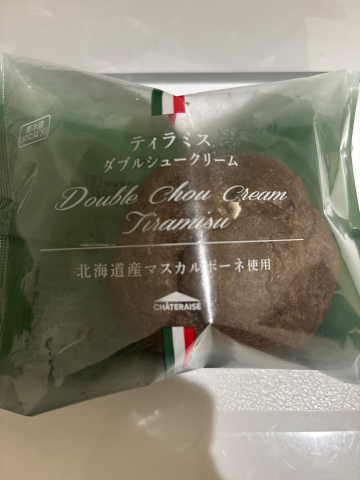 ティラミス
ダブルシュークリーム
Double Chou Cream
Tiramisu
北海道産マスカルポーネ使用
CHÂTERAISÉ